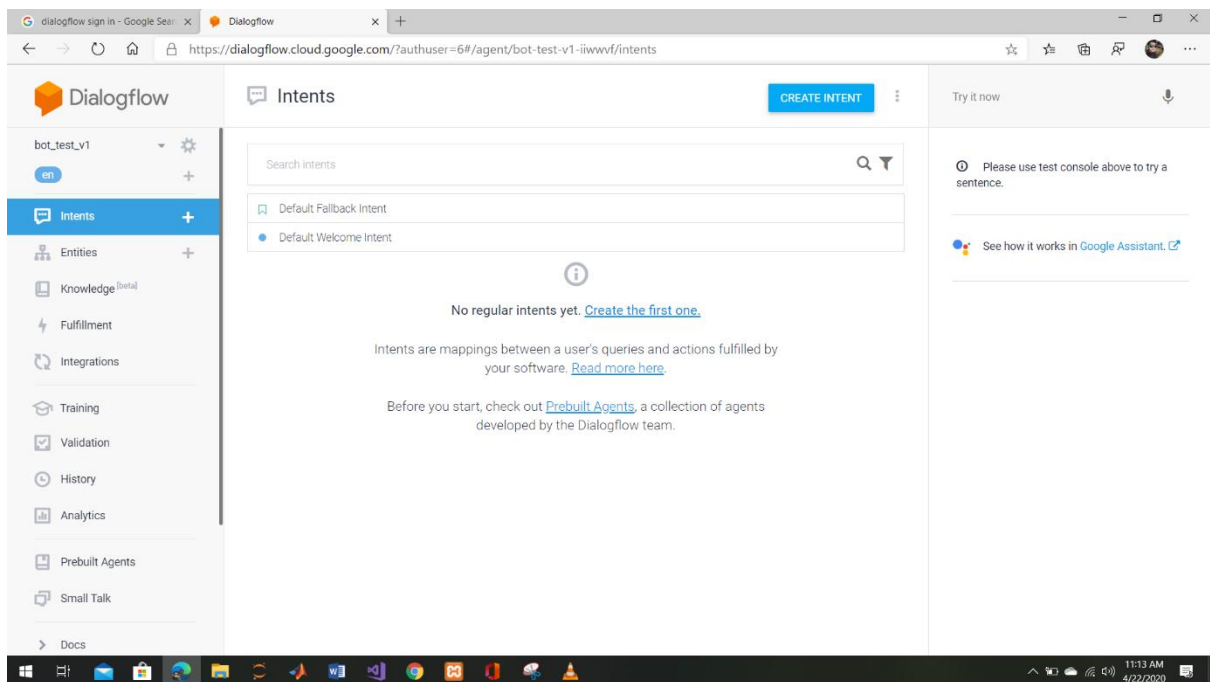 dialogflow sign in - Google Sear
Dialogflow
https://dialogflow.cloud.google.com/?authuser=6#/agent/bot-test-v1-iiwwvf/intents
Dialogflow
bot_test_v1
en
Intents
Entities
Knowledge [beta]
Fulfillment
Integrations
Training
Validation
History
Analytics
Prebuilt Agents
Small Talk
Docs
Intents
CREATE INTENT
Search intents
Default Fallback Intent
Default Welcome Intent
No regular intents yet. Create the first one.
Intents are mappings between a user's queries and actions fulfilled by
your software. Read more here.
Before you start, check out Prebuilt Agents, a collection of agents
developed by the Dialogflow team.
Try it now
Please use test console above to try a
sentence.
See how it works in Google Assistant.
11:13 AM
4/22/2020